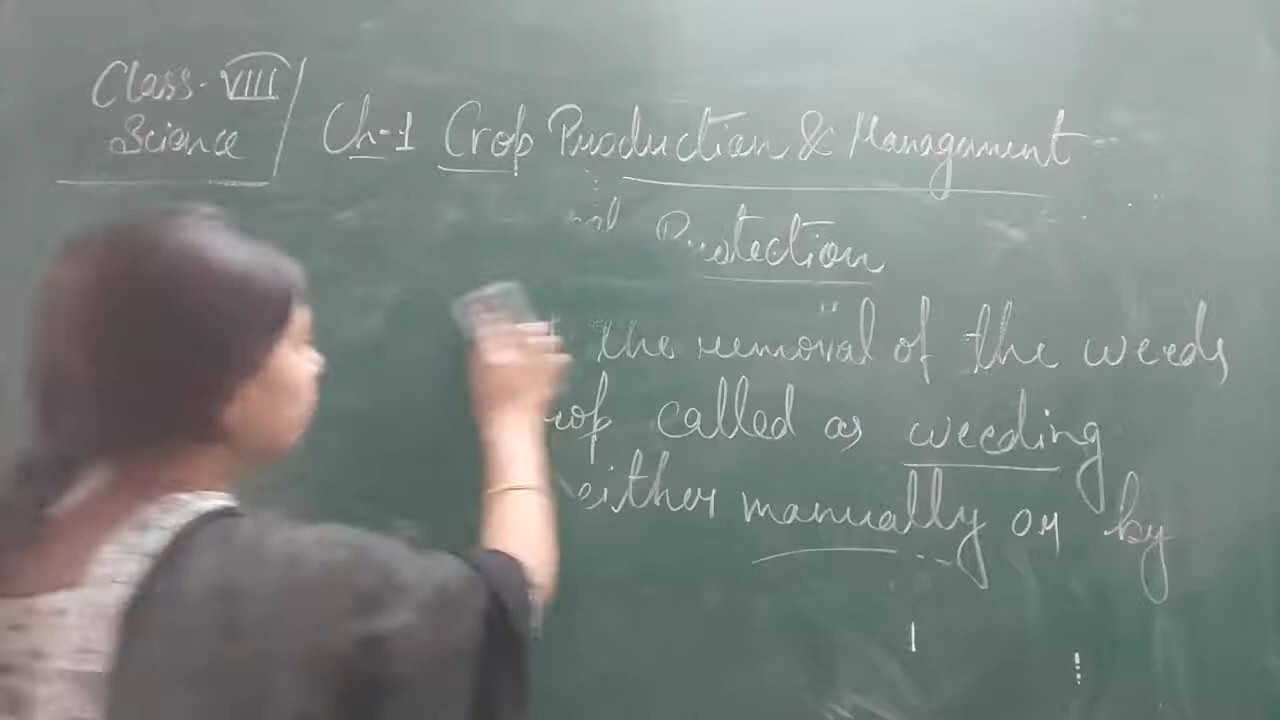 Class-VIII
Science
Ch-1 Crop Production & Management
Protection
the removal of the weeds
called as weeding
either manually or by